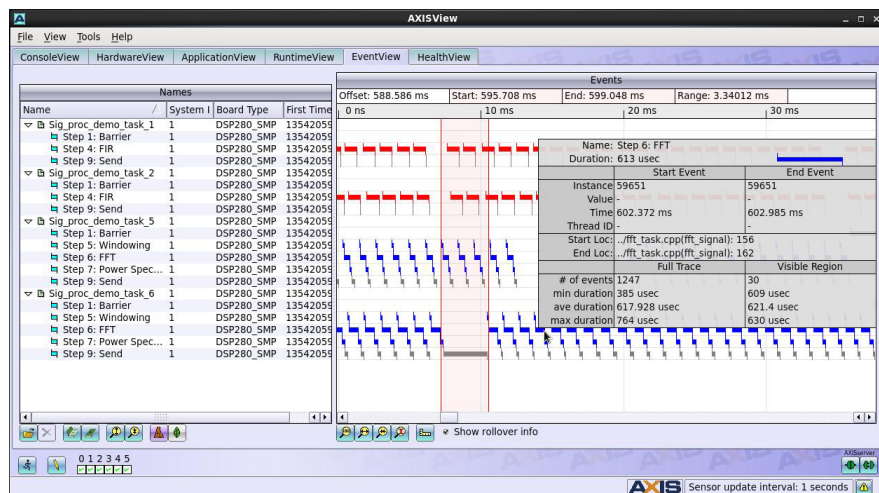 AXISView
File View Tools Help
ConsoleView HardwareView ApplicationView RuntimeView EventView HealthView
Names
Name / System I Board Type First Time
Sig_proc_demo_task_1 1 DSP280_SMP 13542059
Step 1: Barrier 1 DSP280_SMP 13542059
Step 4: FIR 1 DSP280_SMP 13542059
Step 9: Send 1 DSP280_SMP 13542059
Sig_proc_demo_task_2 1 DSP280_SMP 13542059
Step 1: Barrier 1 DSP280_SMP 13542059
Step 4: FIR 1 DSP280_SMP 13542059
Step 9: Send 1 DSP280_SMP 13542059
Sig_proc_demo_task_5 1 DSP280_SMP 13542059
Step 1: Barrier 1 DSP280_SMP 13542059
Step 5: Windowing 1 DSP280_SMP 13542059
Step 6: FFT 1 DSP280_SMP 13542059
Step 7: Power Spec... 1 DSP280_SMP 13542059
Step 9: Send 1 DSP280_SMP 13542059
Sig_proc_demo_task_6 1 DSP280_SMP 13542059
Step 1: Barrier 1 DSP280_SMP 13542059
Step 5: Windowing 1 DSP280_SMP 13542059
Step 6: FFT 1 DSP280_SMP 13542059
Step 7: Power Spec... 1 DSP280_SMP 13542059
Step 9: Send 1 DSP280_SMP 13542059
Events
Offset: 588.586 ms Start: 595.708 ms End: 599.048 ms Range: 3.34012 ms
0 ns 10 ms 20 ms 30 ms
Name: Step 6: FFT
Duration: 613 usec
Start Event End Event
Instance 59651 59651
Value - -
Time 602.372 ms 602.985 ms
Thread ID - -
Start Loc: ../fft_task.cpp(fft_signal): 156
End Loc: ../fft_task.cpp(fft_signal): 162
Full Trace Visible Region
# of events 1247 30
min duration 385 usec 609 usec
ave duration 617.928 usec 621.4 usec
max duration 764 usec 630 usec
Show rollover info
0 1 2 3 4 5
AXISserver
AXIS Sensor update interval: 1 seconds